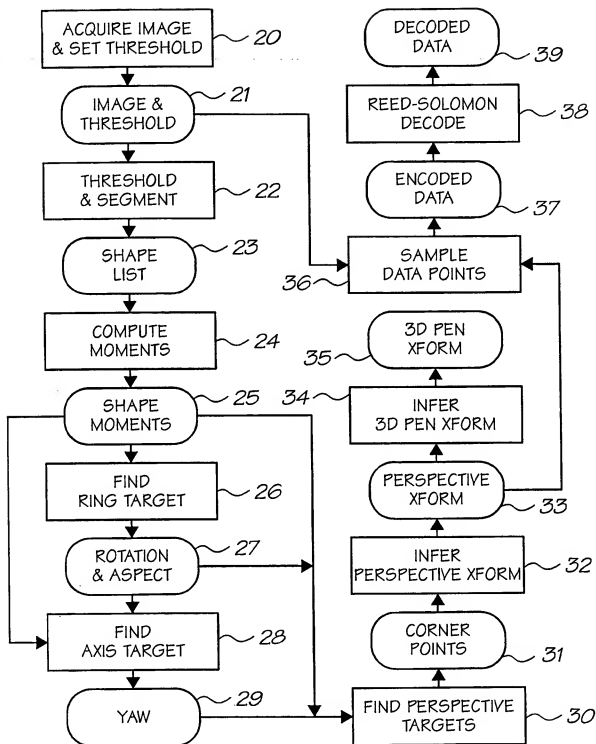 ACQUIRE IMAGE
& SET THRESHOLD
20
IMAGE &
THRESHOLD
21
THRESHOLD
& SEGMENT
22
SHAPE
LIST
23
COMPUTE
MOMENTS
24
SHAPE
MOMENTS
25
FIND
RING TARGET
26
ROTATION
& ASPECT
27
FIND
AXIS TARGET
28
YAW
29
DECODED
DATA
39
REED-SOLOMON
DECODE
38
ENCODED
DATA
37
SAMPLE
DATA POINTS
36
3D PEN
XFORM
35
INFER
3D PEN XFORM
34
PERSPECTIVE
XFORM
33
INFER
PERSPECTIVE XFORM
32
CORNER
POINTS
31
FIND PERSPECTIVE
TARGETS
30